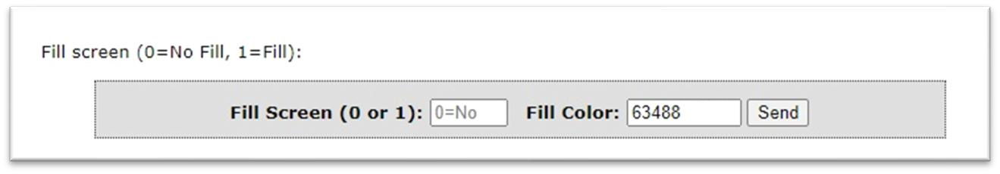 Fill screen (0=No Fill, 1=Fill):
Fill Screen (0 or 1): 0=No Fill Color: 63488 Send